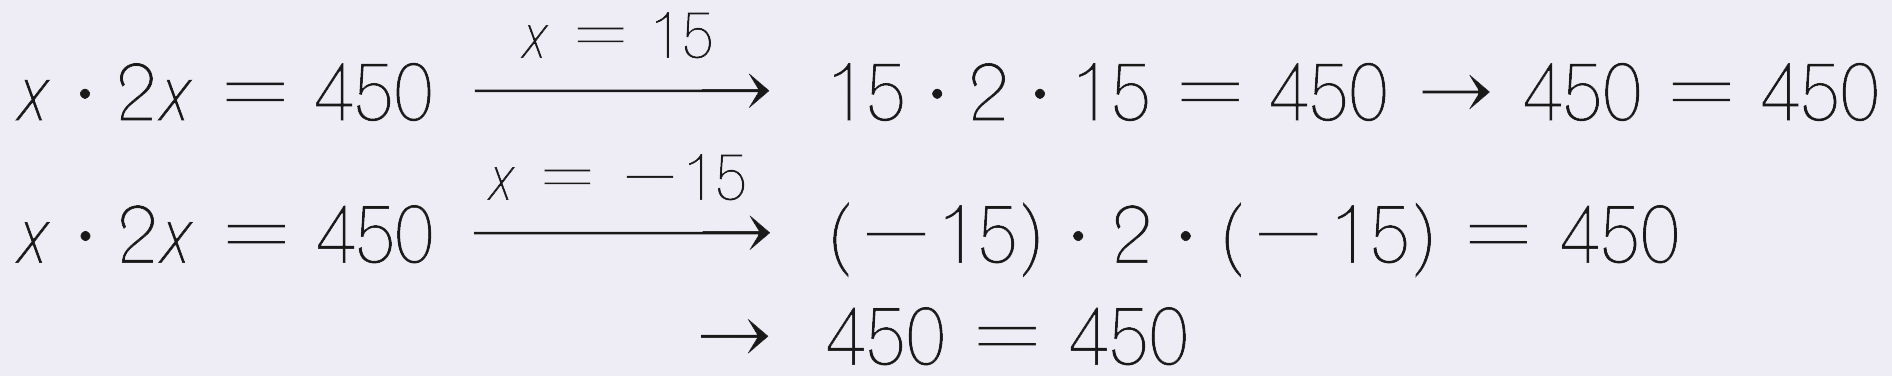 x = 15
x · 2x = 450 → 15 · 2 · 15 = 450 → 450 = 450
x = −15
x · 2x = 450 → (−15) · 2 · (−15) = 450
→ 450 = 450